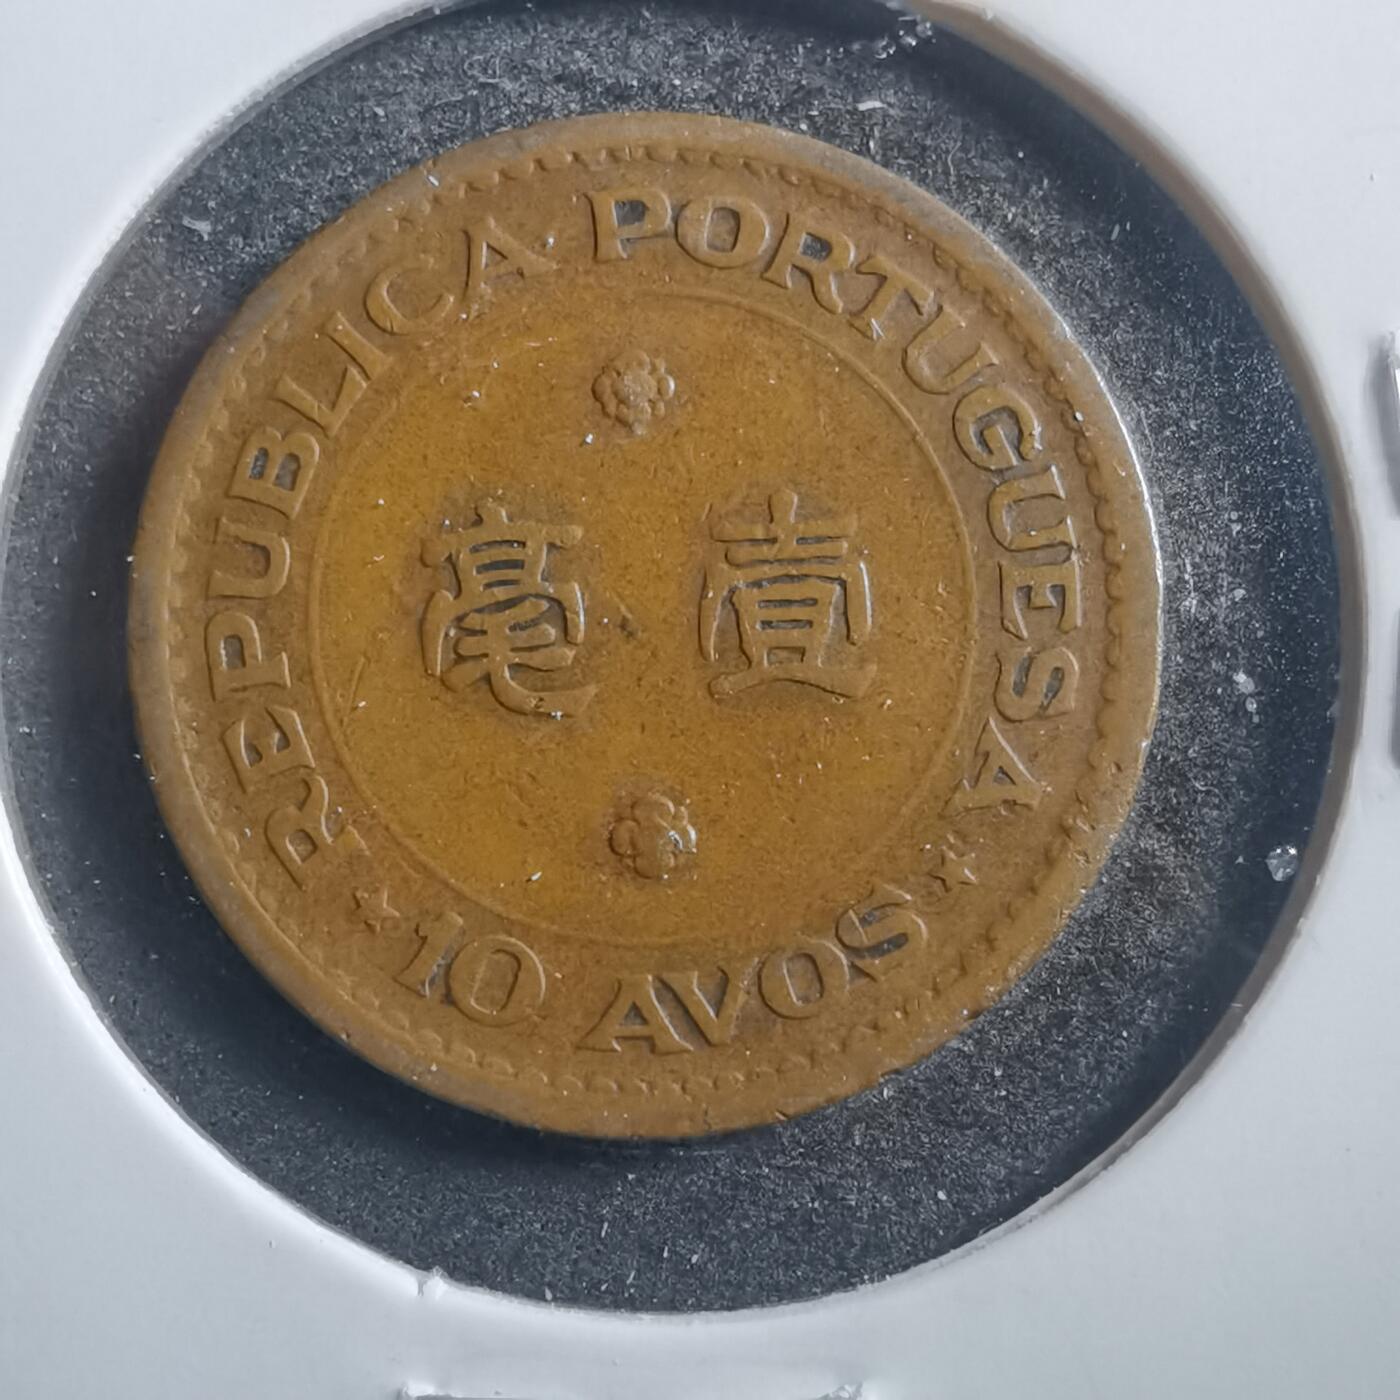 REPUBLICA PORTUGUESA
毫 壹
★ 10 AVOS ★